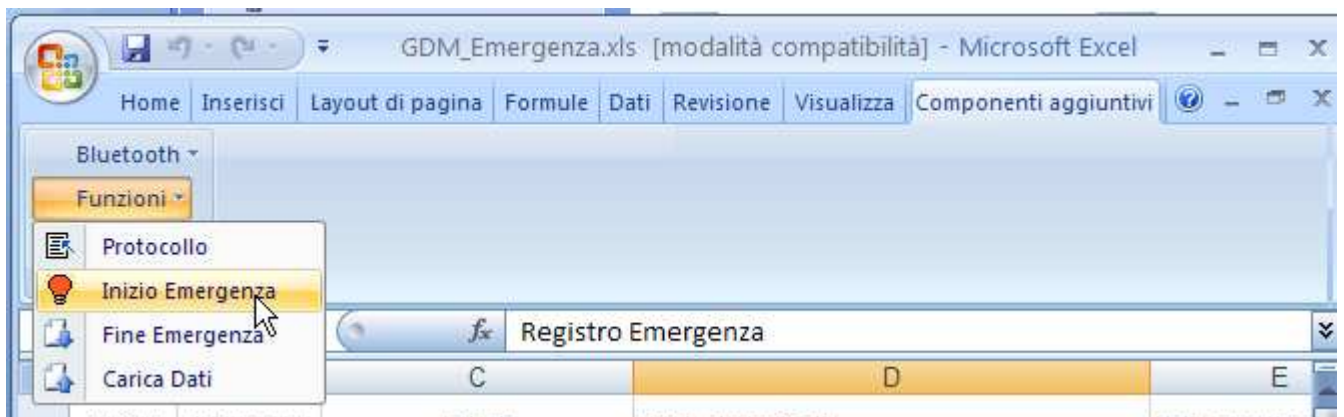 GDM_Emergenza.xls [modalità compatibilità] - Microsoft Excel
Home Inserisci Layout di pagina Formule Dati Revisione Visualizza Componenti aggiuntivi
Bluetooth
Funzioni
Protocollo
Inizio Emergenza
Fine Emergenza
Carica Dati
fx Registro Emergenza
C D E